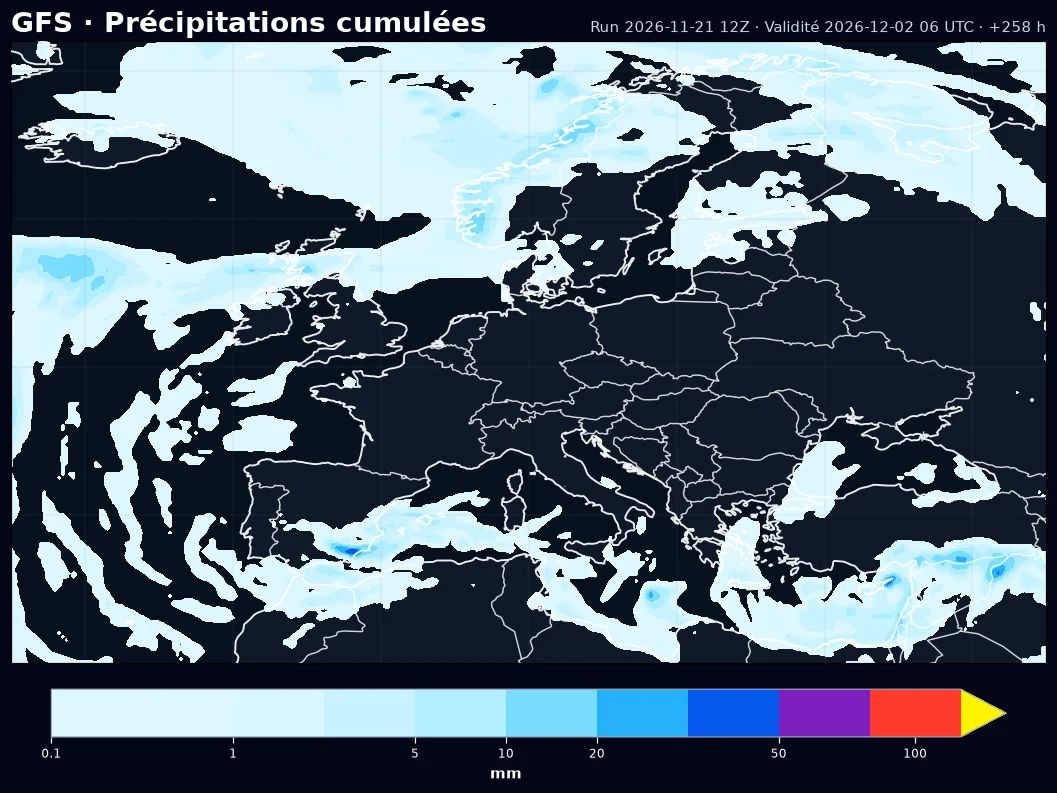 GFS · Précipitations cumulées
Run 2026-11-21 12Z · Validité 2026-12-02 06 UTC · +258 h
0.1 1 5 10 20 50 100
mm